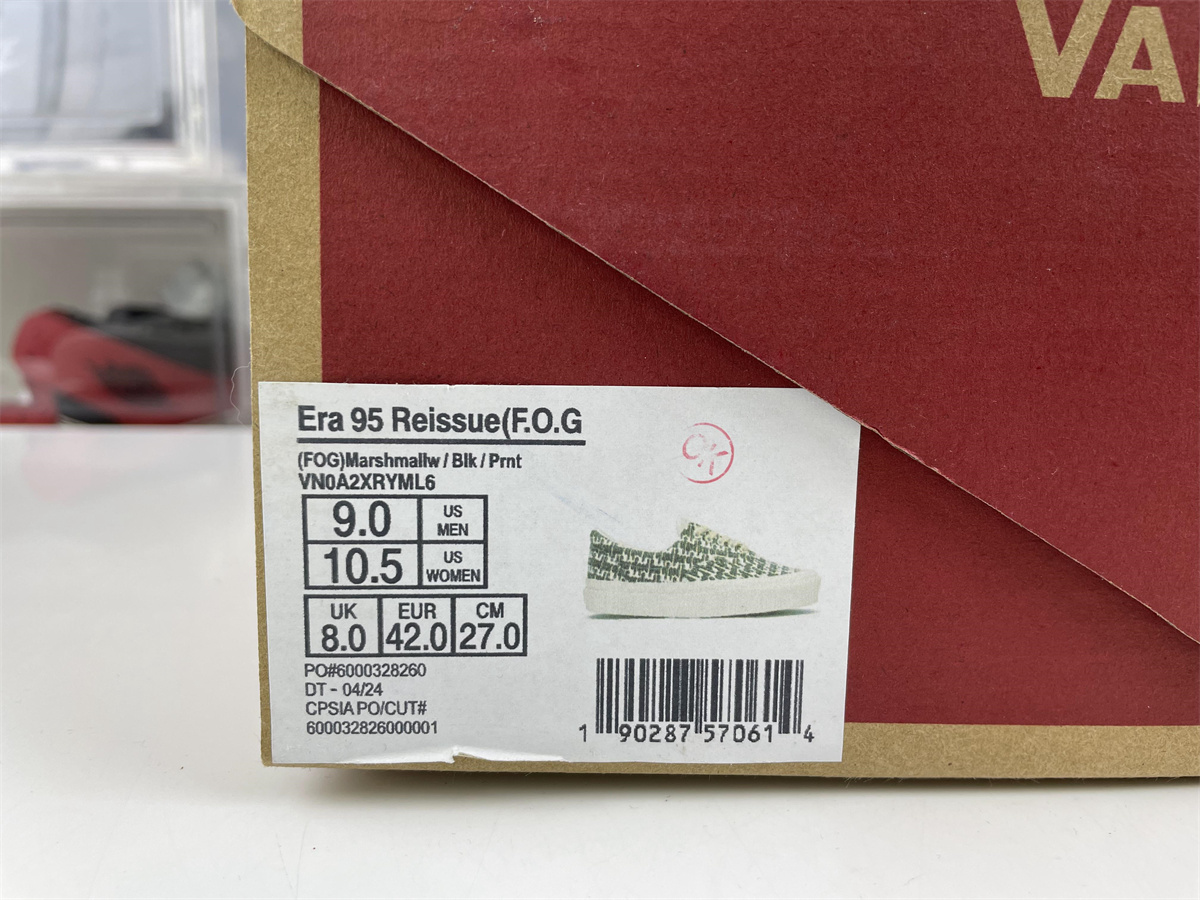 VA
Era 95 Reissue(F.O.G
(FOG)Marshmallw / Blk / Prnt
VN0A2XRYML6
OK
9.0 US MEN
10.5 US WOMEN
UK EUR CM
8.0 42.0 27.0
PO#6000328260
DT - 04/24
CPSIA PO/CUT#
600032826000001
1 90287 57061 4